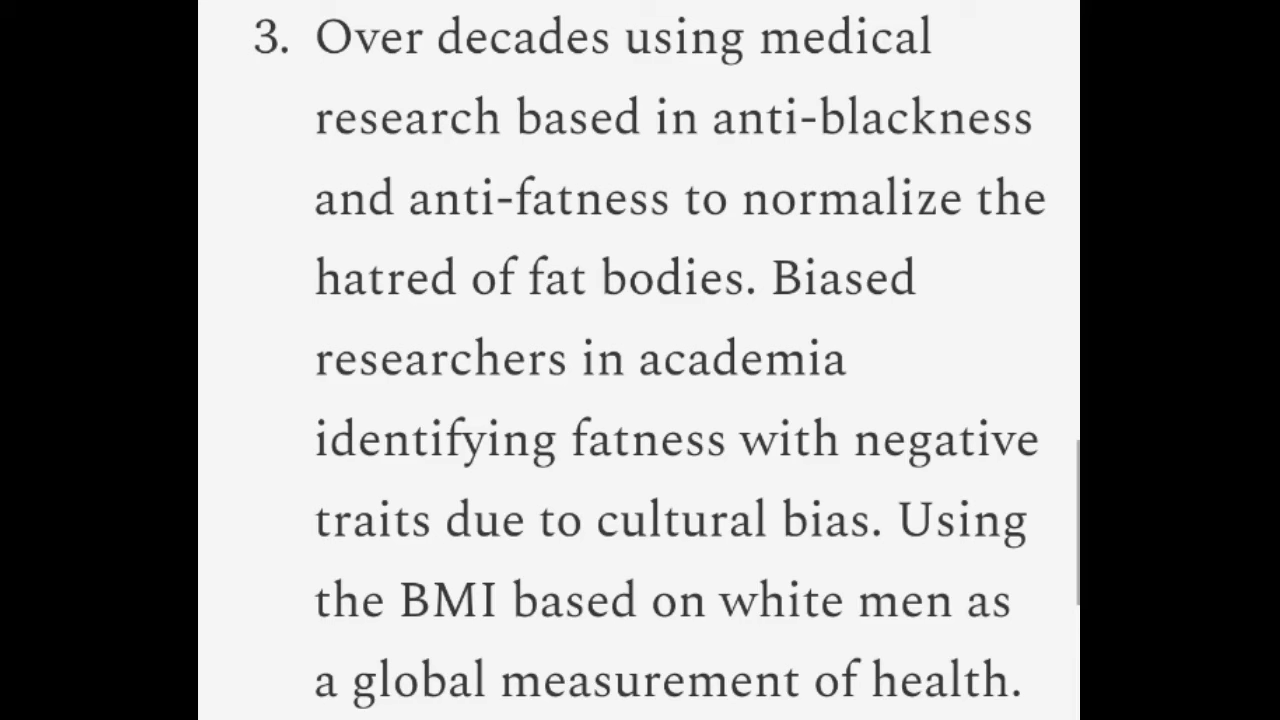 3. Over decades using medical
research based in anti-blackness
and anti-fatness to normalize the
hatred of fat bodies. Biased
researchers in academia
identifying fatness with negative
traits due to cultural bias. Using
the BMI based on white men as
a global measurement of health.